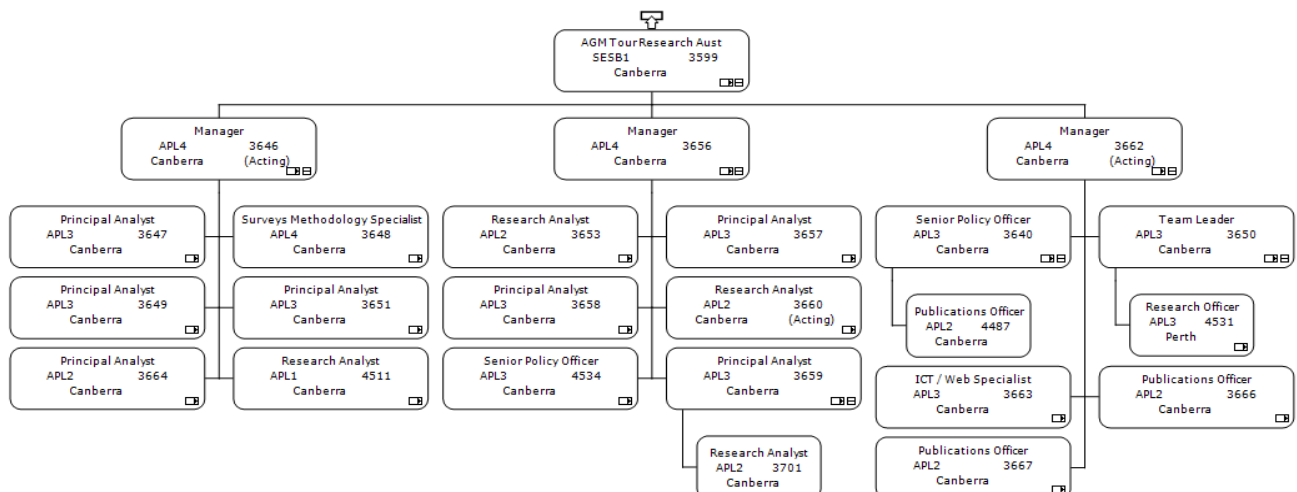 AGM TourResearch Aust
SESB1 3599
Canberra
Manager
APL4 3646
Canberra (Acting)
Manager
APL4 3656
Canberra
Manager
APL4 3662
Canberra (Acting)
Principal Analyst
APL3 3647
Canberra
Surveys Methodology Specialist
APL4 3648
Canberra
Research Analyst
APL2 3653
Canberra
Principal Analyst
APL3 3657
Canberra
Senior Policy Officer
APL3 3640
Canberra
Team Leader
APL3 3650
Canberra
Principal Analyst
APL3 3649
Canberra
Principal Analyst
APL3 3651
Canberra
Principal Analyst
APL3 3658
Canberra
Research Analyst
APL2 3660
Canberra (Acting)
Publications Officer
APL2 4487
Canberra
Research Officer
APL3 4531
Perth
Principal Analyst
APL2 3664
Canberra
Research Analyst
APL1 4511
Canberra
Senior Policy Officer
APL3 4534
Canberra
Principal Analyst
APL3 3659
Canberra
ICT / Web Specialist
APL3 3663
Canberra
Publications Officer
APL2 3666
Canberra
Research Analyst
APL2 3701
Canberra
Publications Officer
APL2 3667
Canberra